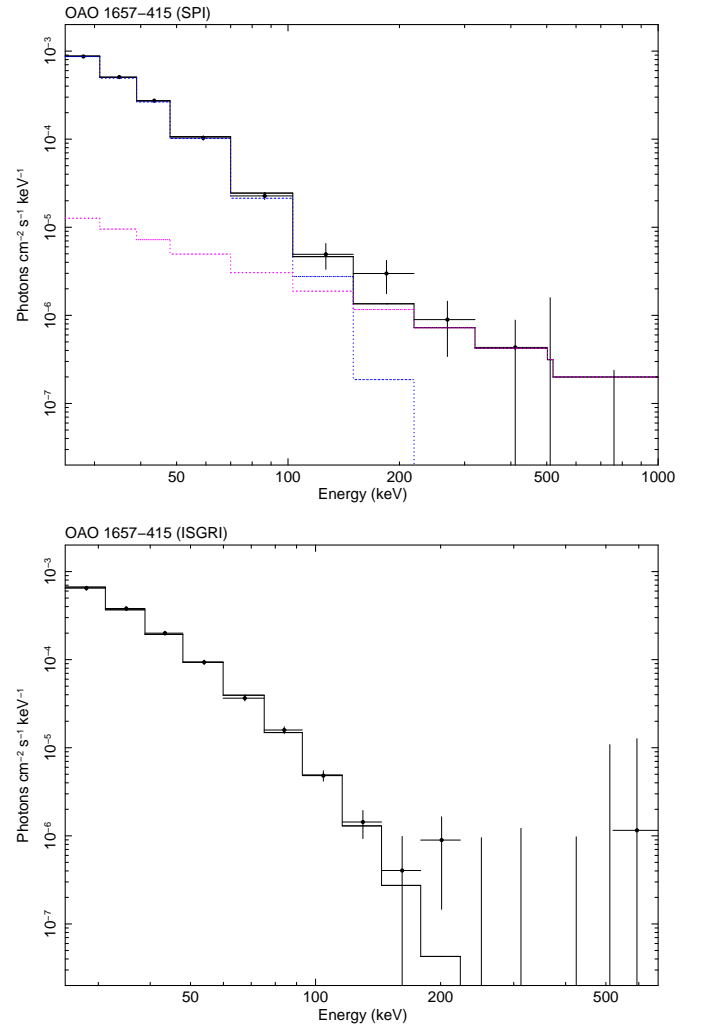 OAO 1657−415 (SPI)
10⁻³
10⁻⁴
10⁻⁵
10⁻⁶
10⁻⁷
Photons cm⁻² s⁻¹ keV⁻¹
50 100 200 500 1000
Energy (keV)
OAO 1657−415 (ISGRI)
10⁻³
10⁻⁴
10⁻⁵
10⁻⁶
10⁻⁷
Photons cm⁻² s⁻¹ keV⁻¹
50 100 200 500
Energy (keV)